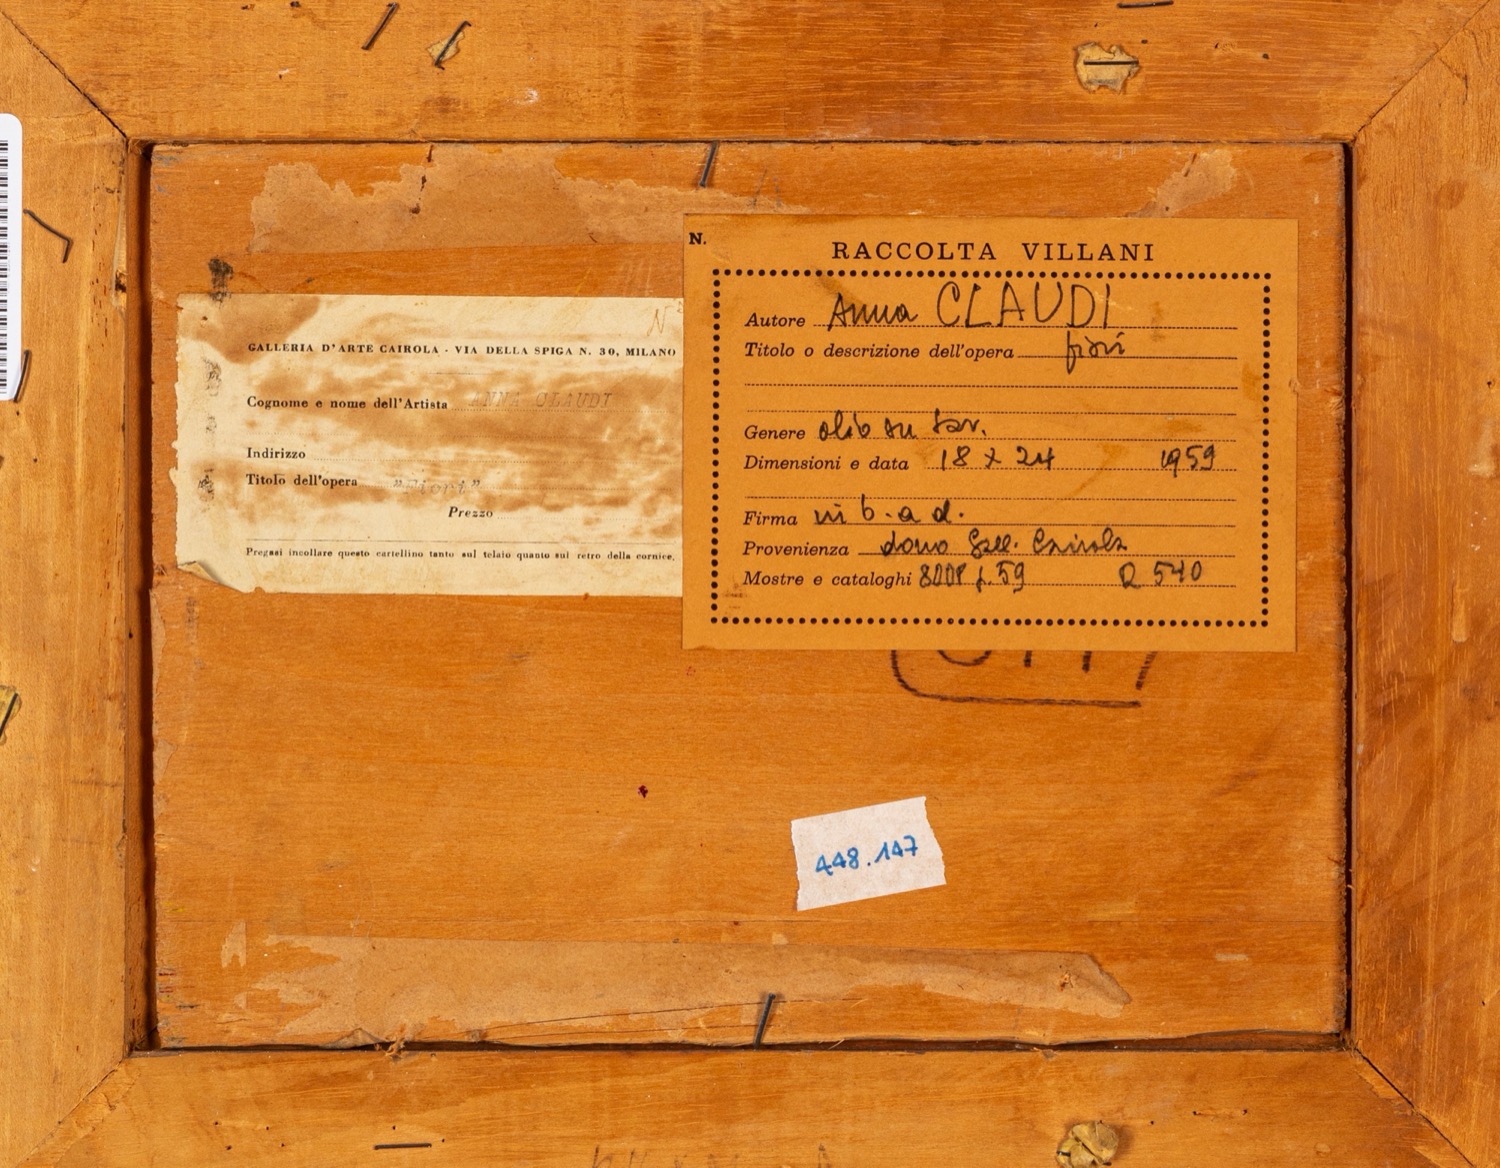 N.
RACCOLTA VILLANI
Autore Anna CLAUDI
Titolo o descrizione dell'opera fiori
Genere olio su tav.
Dimensioni e data 18 x 24 1959
Firma in b. a d.
Provenienza dono Gall. Cairola
Mostre e cataloghi 59 R 540
N
GALLERIA D'ARTE CAIROLA - VIA DELLA SPIGA N. 30, MILANO
Cognome e nome dell'Artista ANNA CLAUDI
Indirizzo
Titolo dell'opera "Fiori"
Prezzo
Pregasi incollare questo cartellino tanto sul telaio quanto sul retro della cornice.
448.147